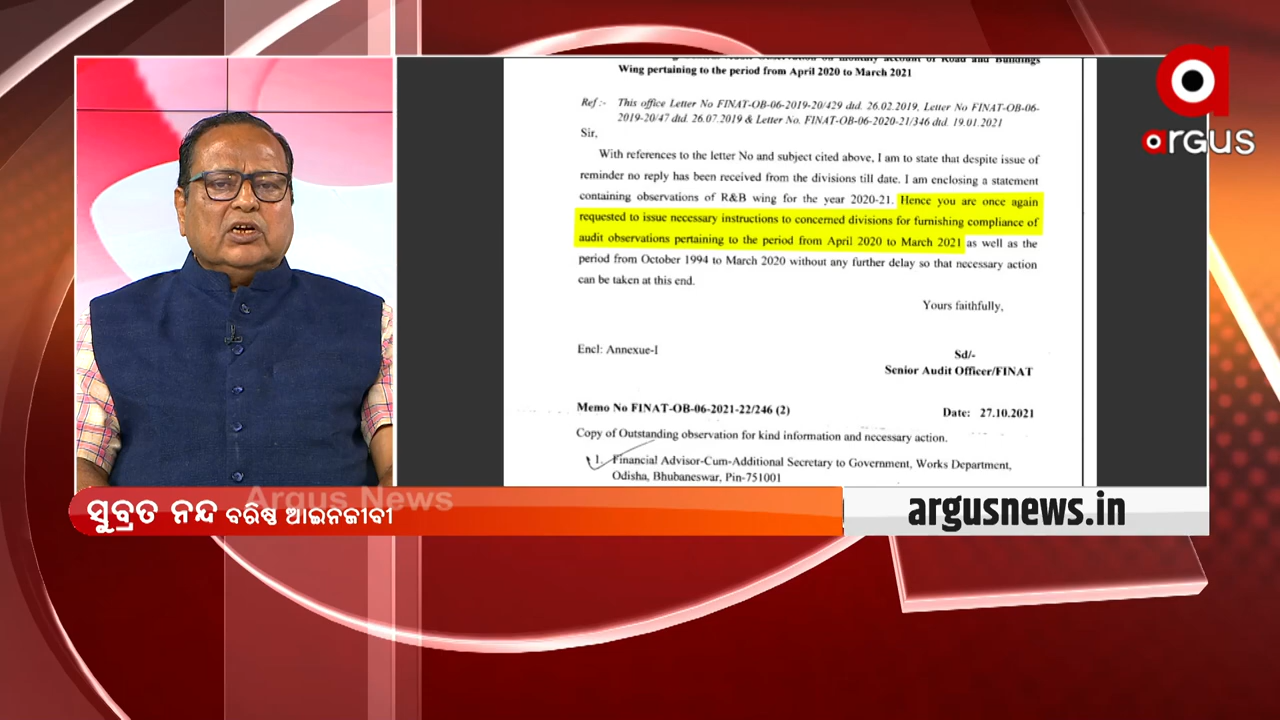 Wing pertaining to the period from April 2020 to March 2021
Ref :- This office Letter No FINAT-OB-06-2019-20/429 dtd. 26.02.2019, Letter No FINAT-OB-06-
2019-20/47 dtd. 26.07.2019 & Letter No. FINAT-OB-06-2020-21/346 dtd. 19.01.2021
Sir,
With references to the letter No and subject cited above, I am to state that despite issue of
reminder no reply has been received from the divisions till date. I am enclosing a statement
containing observations of R&B wing for the year 2020-21. Hence you are once again
requested to issue necessary instructions to concerned divisions for furnishing compliance of
audit observations pertaining to the period from April 2020 to March 2021 as well as the
period from October 1994 to March 2020 without any further delay so that necessary action
can be taken at this end.
Yours faithfully,
Encl: Annexue-I
Sd/-
Senior Audit Officer/FINAT
Memo No FINAT-OB-06-2021-22/246 (2)
Date: 27.10.2021
Copy of Outstanding observation for kind information and necessary action.
1. Financial Advisor-Cum-Additional Secretary to Government, Works Department,
Odisha, Bhubaneswar, Pin-751001
argus
Argus News
ସୁବ୍ରତ ନନ୍ଦ ବରିଷ୍ଠ ଆଇନଜୀବୀ
argusnews.in